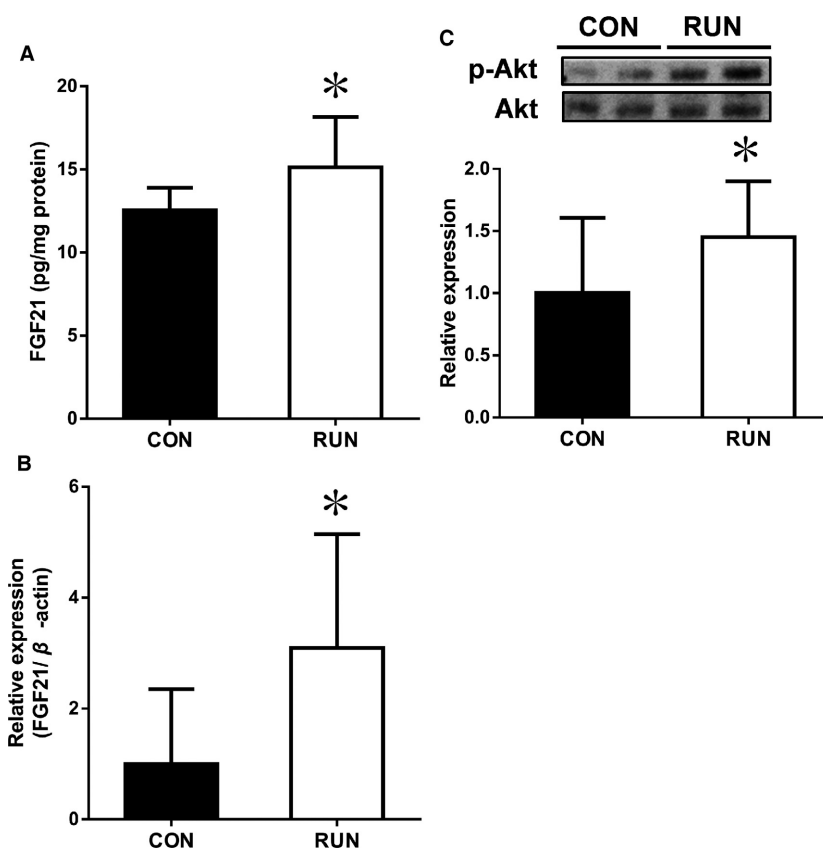 A
FGF21 (pg/mg protein)
20
15
10
5
0
*
CON
RUN
B
Relative expression
(FGF21/ β -actin)
6
4
2
0
*
CON
RUN
C
CON RUN
p-Akt
Akt
Relative expression
2.0
1.5
1.0
0.5
0.0
*
CON
RUN